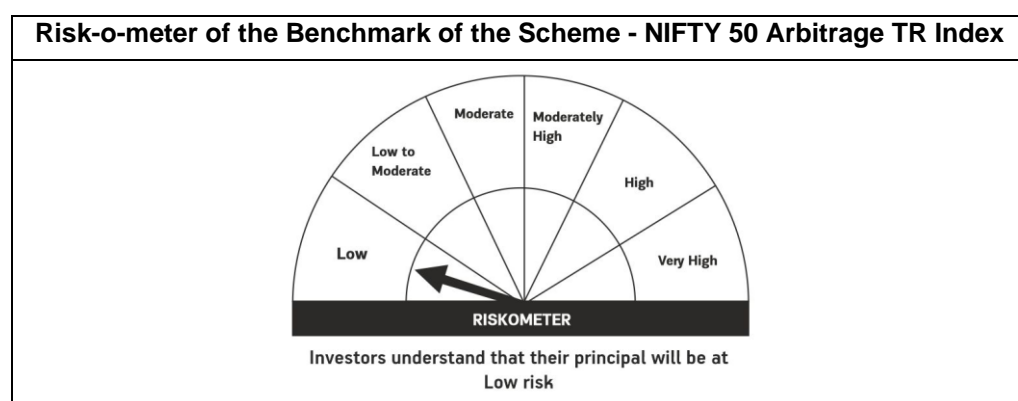 Risk-o-meter of the Benchmark of the Scheme - NIFTY 50 Arbitrage TR Index
Moderate
Moderately
High
Low to
Moderate
High
Low
Very High
RISKOMETER
Investors understand that their principal will be at
Low risk